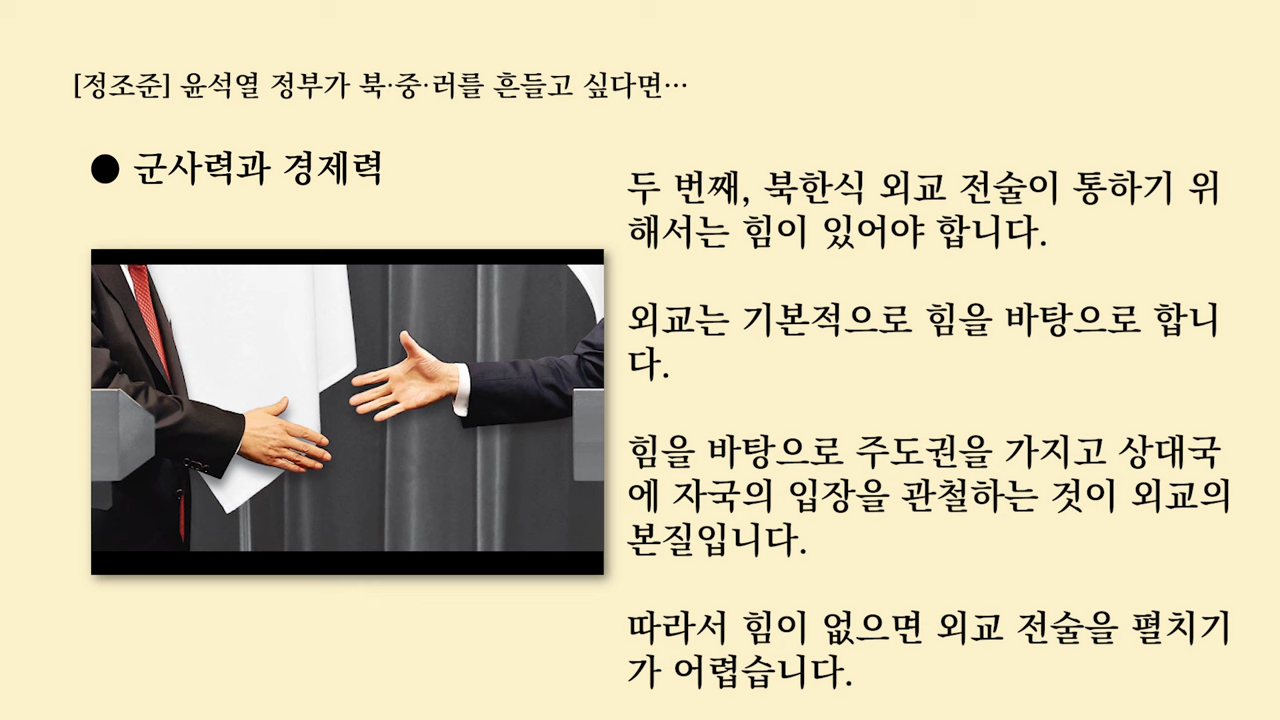 [정조준] 윤석열 정부가 북·중·러를 흔들고 싶다면…
● 군사력과 경제력
두 번째, 북한식 외교 전술이 통하기 위
해서는 힘이 있어야 합니다.
외교는 기본적으로 힘을 바탕으로 합니
다.
힘을 바탕으로 주도권을 가지고 상대국
에 자국의 입장을 관철하는 것이 외교의
본질입니다.
따라서 힘이 없으면 외교 전술을 펼치기
가 어렵습니다.